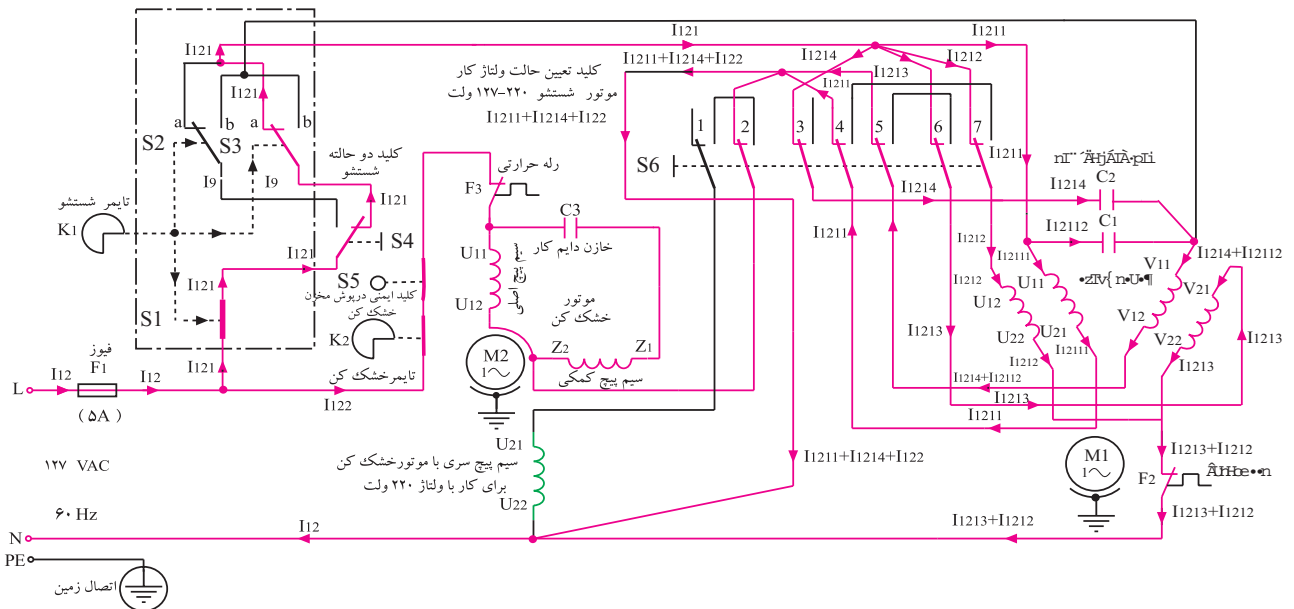 I1211
I121
I121
I1211+I1214+I122
I1214
I1212
I1213
I1211
کلید تعیین حالت ولتاژ کار
موتور شستشو ۲۲۰-۱۲۷ ولت
I1211+I1214+I122
I121
a
b
a
b
S2
S3
1
2
3
4
5
6
7
S6
I1211
کلید دو حالته
شستشو
I9
I9
رله حرارتی
F3
I1214
I1214
C2
تایمر شستشو
K1
I121
S4
C3
خازن دایم کار
I1211
I12112
C1
I1214+I12112
I121
U11
U12
سیم پیچ اصلی
I1212
I12111
V11
I121
S5
کلید ایمنی درپوش مخزن
خشک کن
I1212
U11
V21
U12
V12
S1
موتور
خشک کن
I1213
I1213
K2
U22
U21
V22
فیوز
F1
I121
M2
1~
Z2
Z1
I1212
I12111
I1213
L
I12
I12
تایمرخشک کن
سیم پیچ کمکی
I1214+I12112
I1213
(۵A)
I122
I1211
U21
I1213+I1212
۱۲۷ VAC
سیم پیچ سری با موتورخشک کن
برای کار با ولتاژ ۲۲۰ ولت
I1211+I1214+I122
M1
1~
F2
U22
۶۰ Hz
I1213+I1212
N
I12
I1213+I1212
PE
اتصال زمین